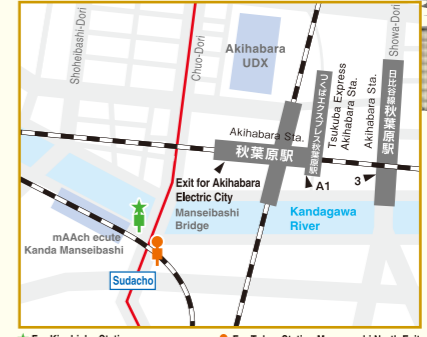 Shoheibashi-Dori
Chuo-Dori
Akihabara
UDX
Showa-Dori
つくばエクスプレス秋葉原駅
Tsukuba Express
Akihabara Sta.
Akihabara Sta.
日比谷線
秋葉原駅
Akihabara Sta.
秋葉原駅
3
A1
Exit for Akihabara
Electric City
Manseibashi
Bridge
Kandagawa
River
mAAch ecute
Kanda Manseibashi
Sudacho